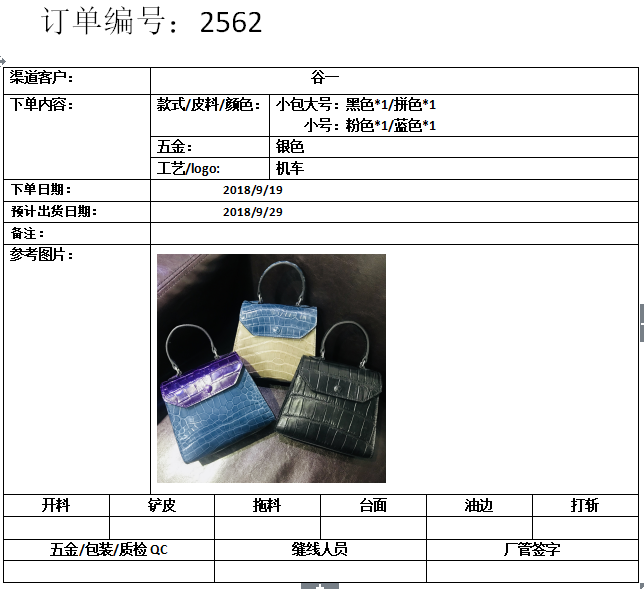 订单编号：2562
渠道客户： 谷一
下单内容： 款式/皮料/颜色： 小包大号：黑色*1/拼色*1
小号：粉色*1/蓝色*1
五金： 银色
工艺/logo: 机车
下单日期： 2018/9/19
预计出货日期： 2018/9/29
备注：
参考图片：
开料 铲皮 拖料 台面 油边 打斩
五金/包装/质检 QC 缝线人员 厂管签字